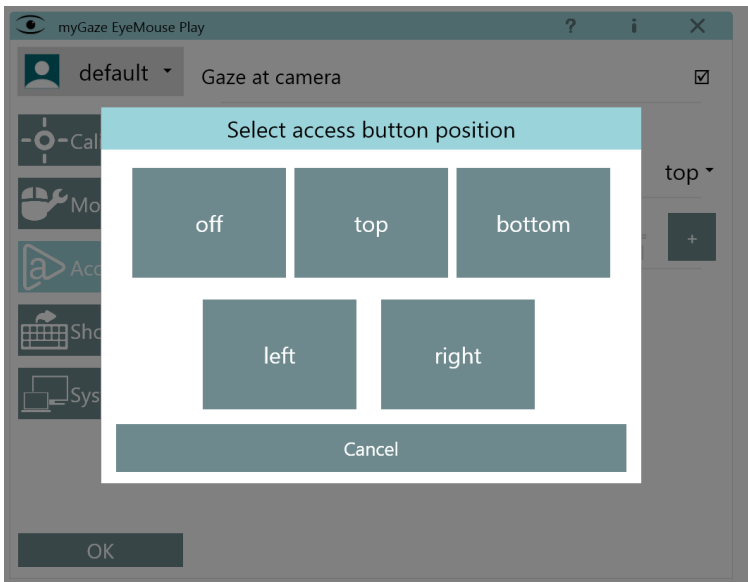 myGaze EyeMouse Play ? i
default
Gaze at camera
Select access button position
top
off top bottom
+
left right
Cancel
OK